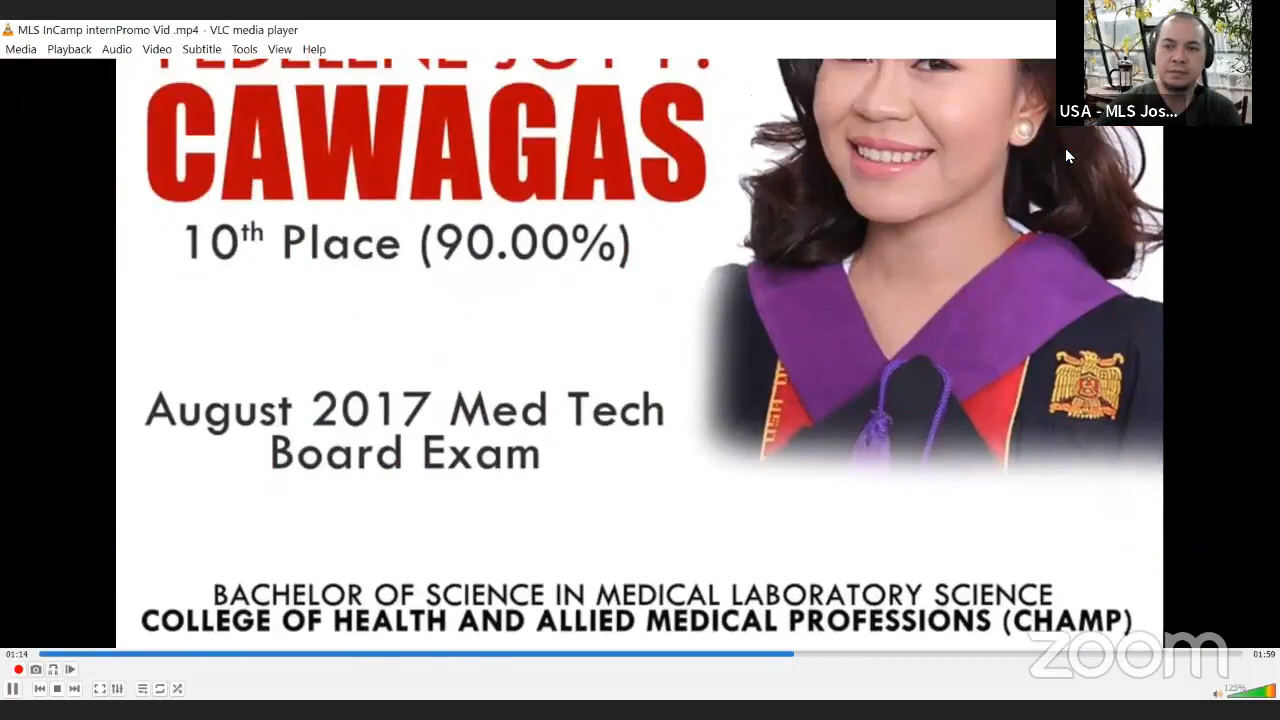 MLS InCamp internPromo Vid .mp4 - VLC media player
Media Playback Audio Video Subtitle Tools View Help
USA - MLS Jos...
CAWAGAS
10th Place (90.00%)
August 2017 Med Tech
Board Exam
BACHELOR OF SCIENCE IN MEDICAL LABORATORY SCIENCE
COLLEGE OF HEALTH AND ALLIED MEDICAL PROFESSIONS (CHAMP)
zoom
01:14
01:59
125%